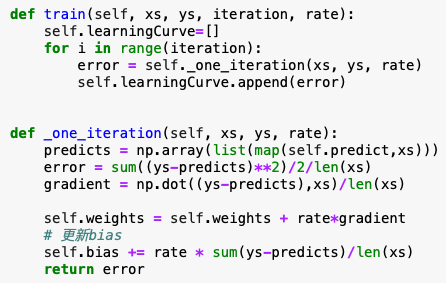 def train(self, xs, ys, iteration, rate):
    self.learningCurve=[]
    for i in range(iteration):
        error = self._one_iteration(xs, ys, rate)
        self.learningCurve.append(error)
def _one_iteration(self, xs, ys, rate):
    predicts = np.array(list(map(self.predict,xs)))
    error = sum((ys-predicts)**2)/2/len(xs)
    gradient = np.dot((ys-predicts),xs)/len(xs)
    self.weights = self.weights + rate*gradient
    # 更新bias
    self.bias += rate * sum(ys-predicts)/len(xs)
    return error